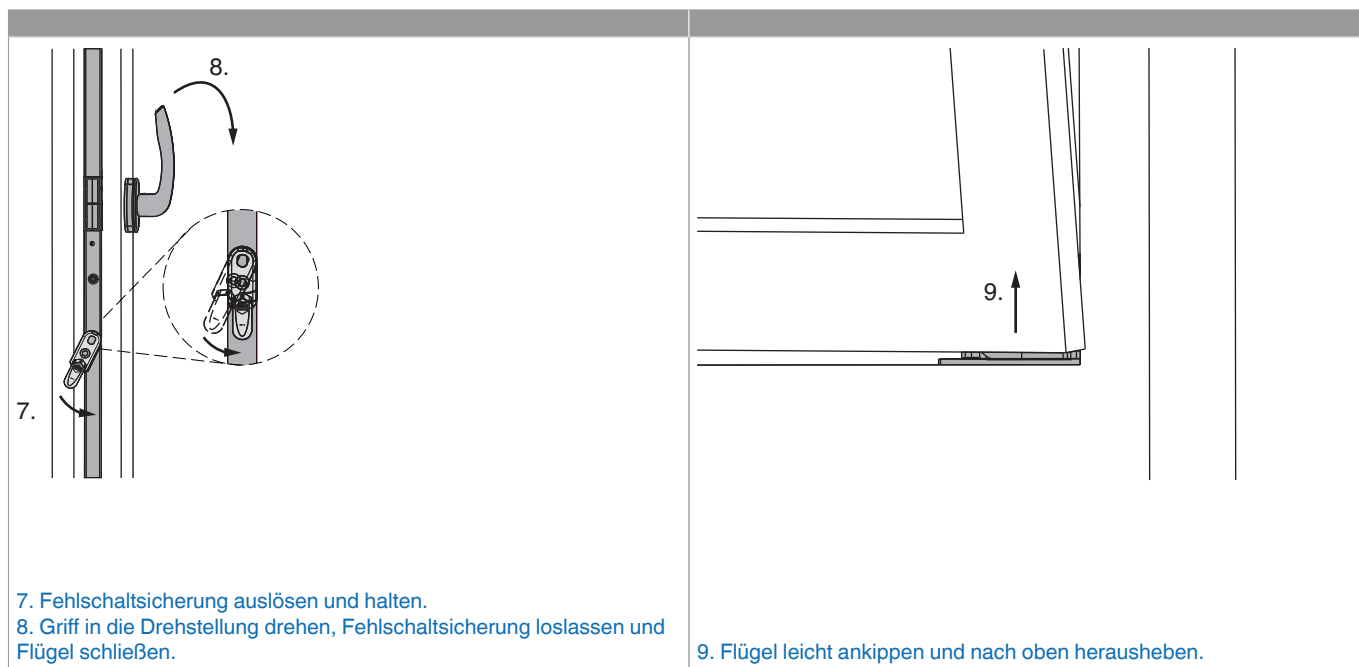 8.
7.
7. Fehlschaltsicherung auslösen und halten.
8. Griff in die Drehstellung drehen, Fehlschaltsicherung loslassen und
Flügel schließen.
9.
9. Flügel leicht ankippen und nach oben herausheben.